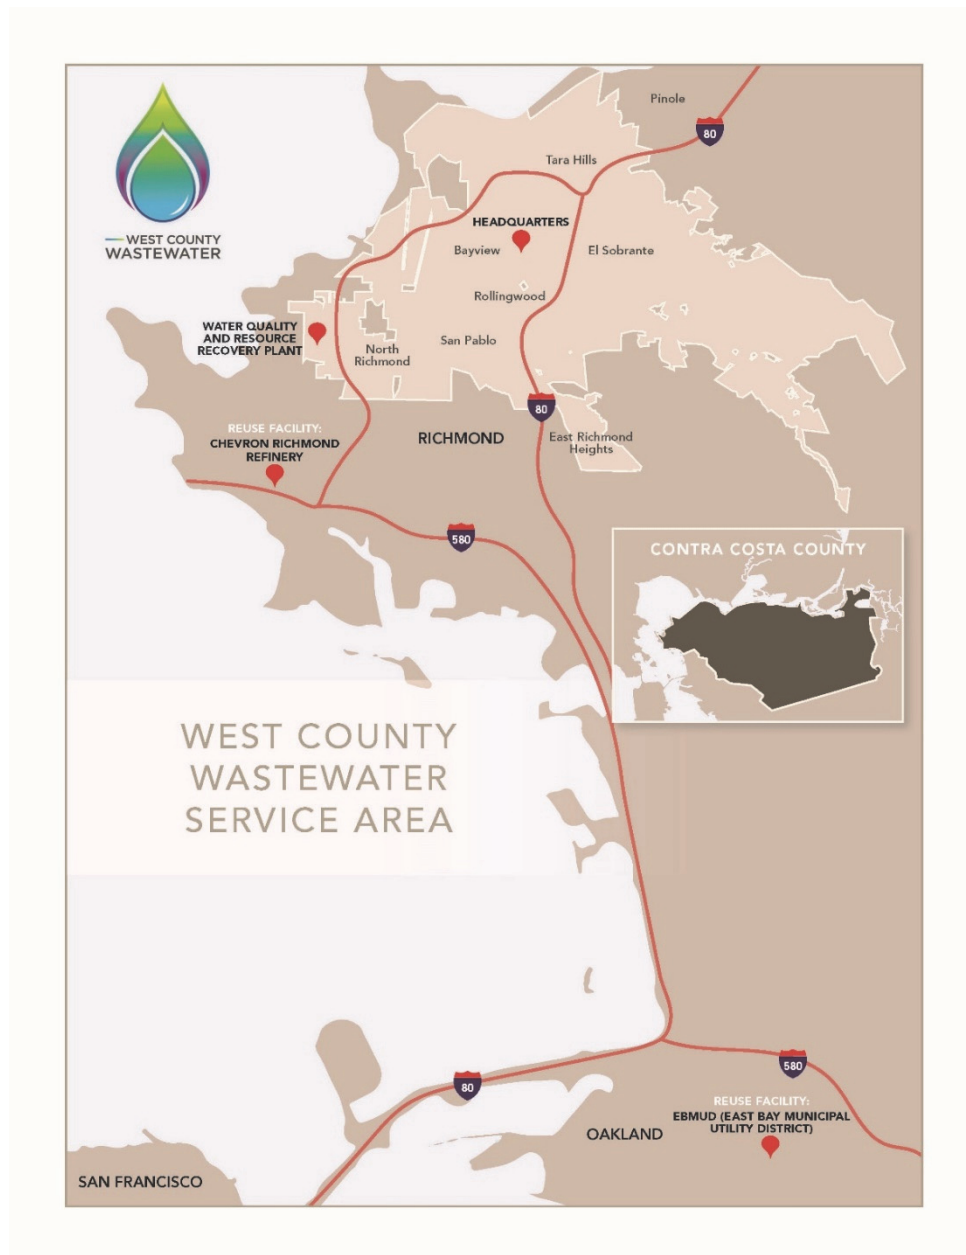 Pinole
80
Tara Hills
WEST COUNTY
WASTEWATER
HEADQUARTERS
Bayview
El Sobrante
Rollingwood
WATER QUALITY
AND RESOURCE
RECOVERY PLANT
San Pablo
North
Richmond
80
REUSE FACILITY:
CHEVRON RICHMOND
REFINERY
RICHMOND
East Richmond
Heights
580
CONTRA COSTA COUNTY
WEST COUNTY
WASTEWATER
SERVICE AREA
580
80
REUSE FACILITY:
EBMUD (EAST BAY MUNICIPAL
UTILITY DISTRICT)
OAKLAND
SAN FRANCISCO